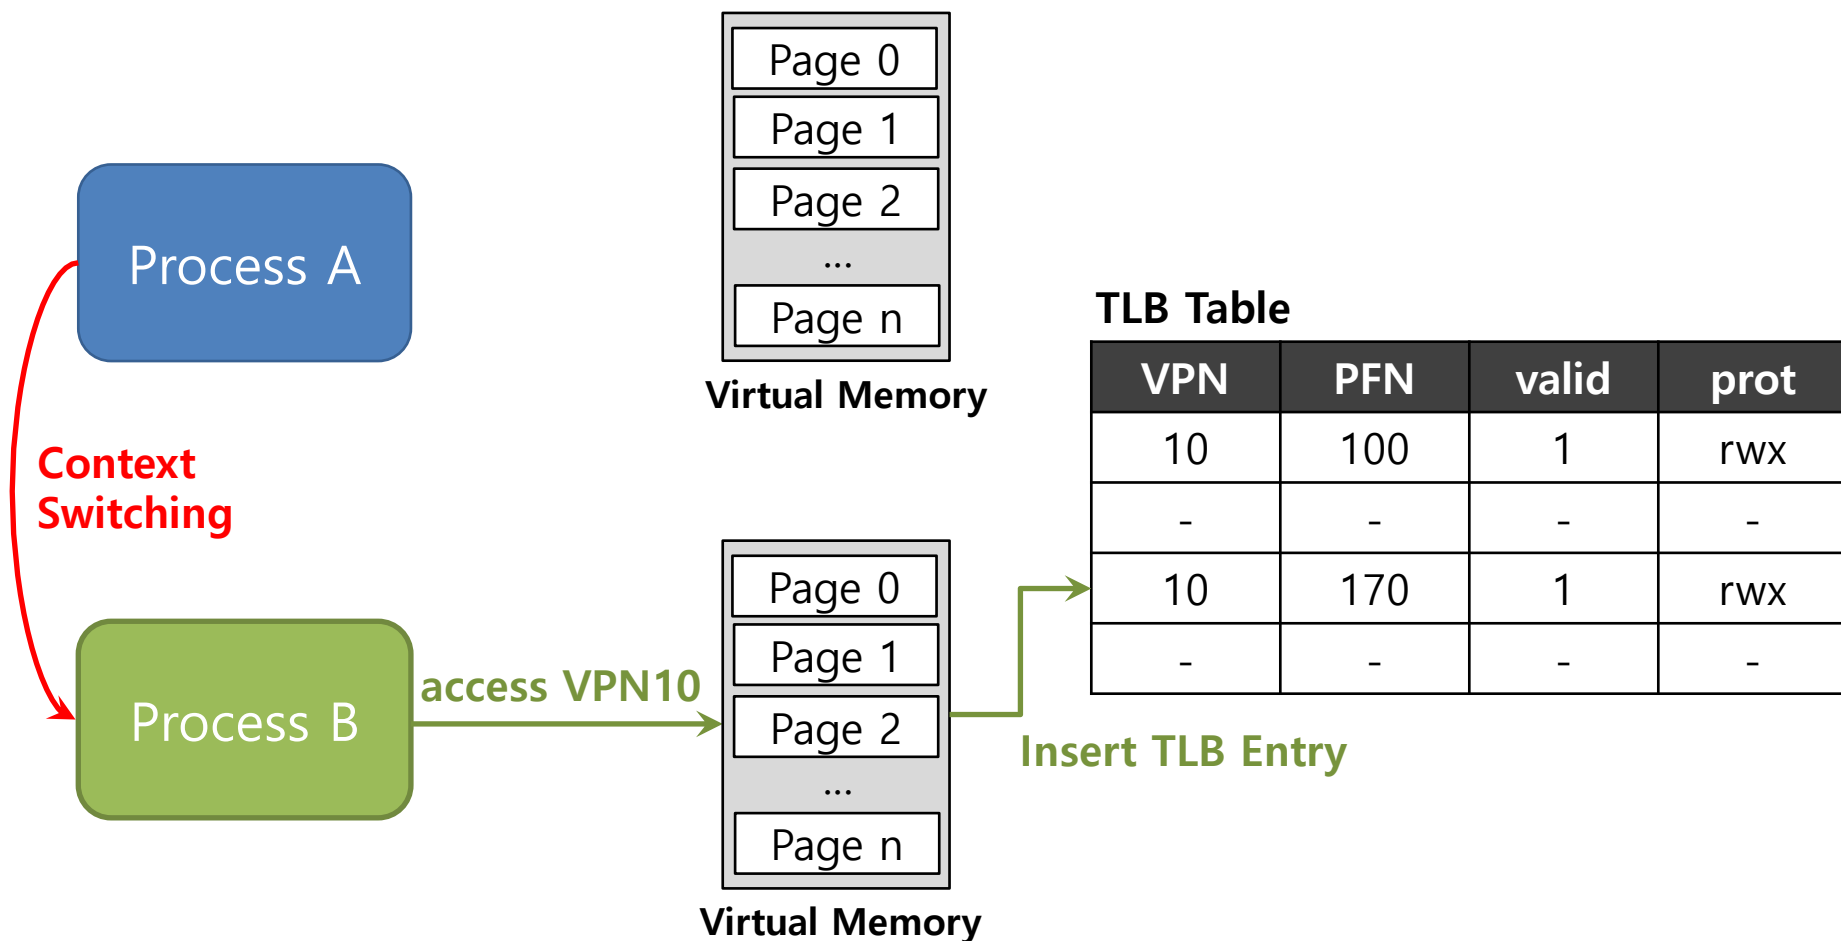 Page 0
Page 1
Page 2
...
Page n
Virtual Memory
Process A
Context
Switching
Process B
access VPN10
Page 0
Page 1
Page 2
...
Page n
Virtual Memory
Insert TLB Entry
TLB Table
VPN PFN valid prot
10 100 1 rwx
- - - -
10 170 1 rwx
- - - -